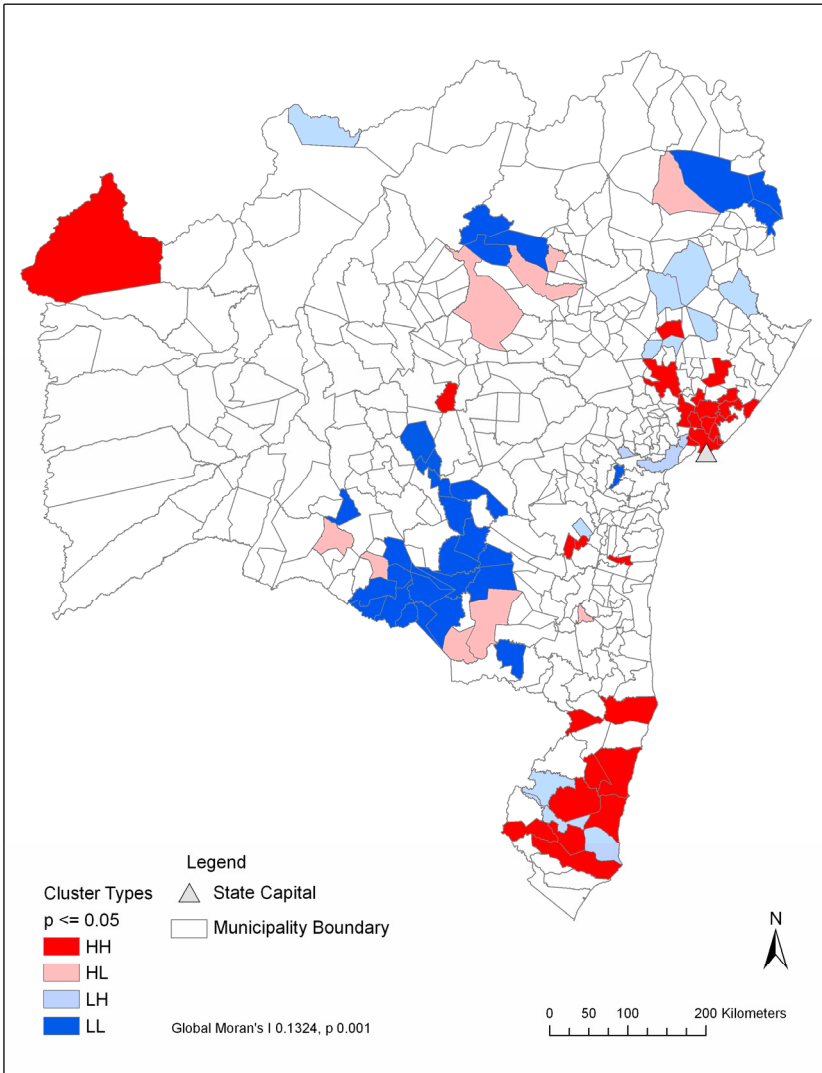 Legend
Cluster Types
p <= 0.05
HH
HL
LH
LL
State Capital
Municipality Boundary
Global Moran's I 0.1324, p 0.001
N
0 50 100 200 Kilometers